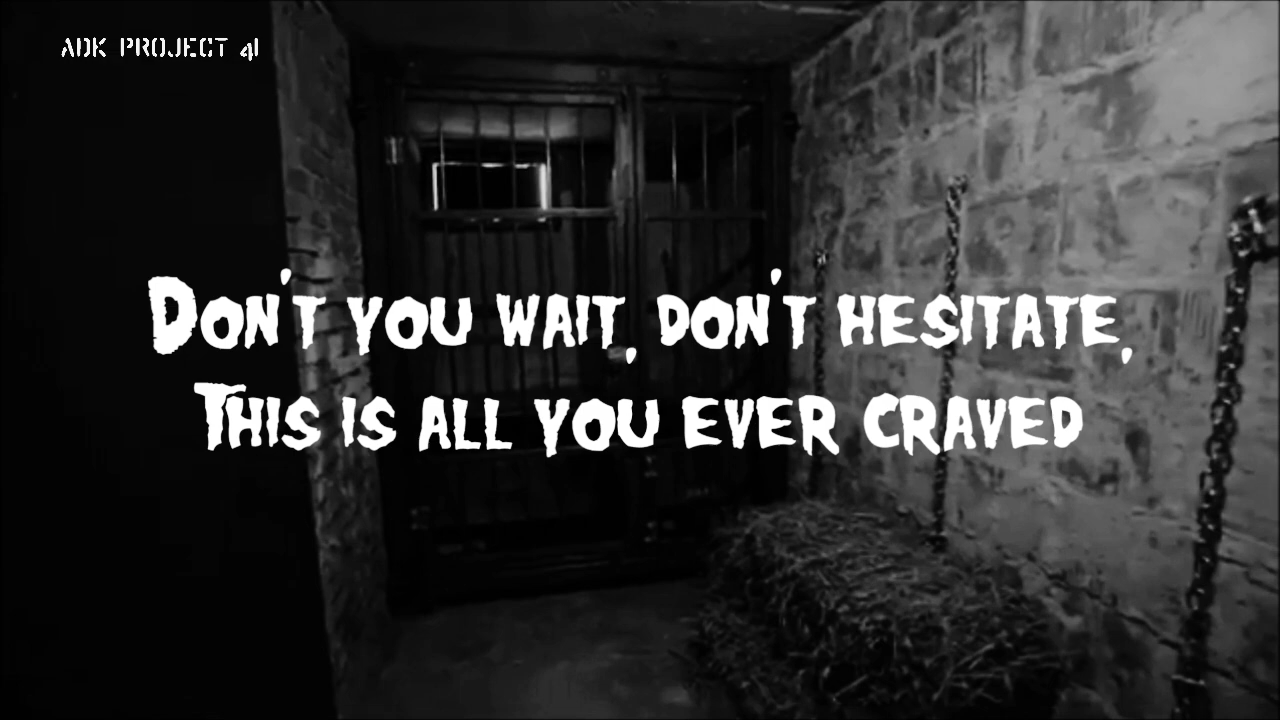 ADK PROJECT 41
Don't you wait, don't hesitate,
This is all you ever craved